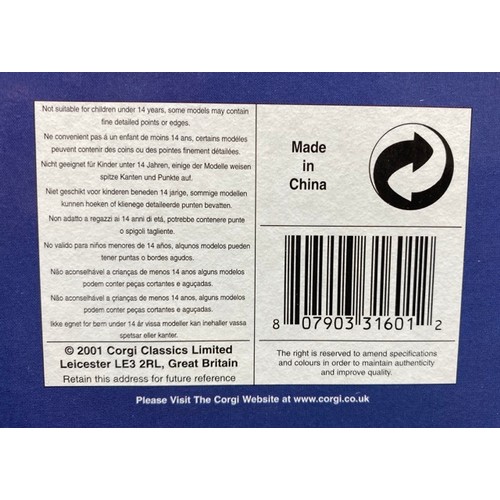 Not suitable for children under 14 years, some models may contain
fine detailed points or edges.
Ne convenient pas á un enfant de moins 14 ans, certains modéles
peuvent contenir des coins ou des pointes finement détailées.
Nicht geeignet für Kinder unter 14 Jahren, einige der Modelle weisen
spitze Kanten und Punkte auf.
Niet geschikt voor kinderen beneden 14 jarige, sommige modellen
kunnen hoeken of klienege detailleerde punten bevatten.
Non adatto a ragazzi ai 14 anni di etá, potrebbe contenere punte
o spigoli tagliente.
No valido para niños menores de 14 años, algunos modelos pueden
tener puntas o bordes agudos.
Não aconselhável a crianças de menos 14 anos alguns modelos
podem conter peças cortantes e aguçadas.
Não aconselhável a crianças de menos 14 anos, alguns modelos
podem conter peças cortantes e aguçadas.
Ikke egnet for børn under 14 år vissa modeller kan inehaller vassa
spetsar eller kanter.
© 2001 Corgi Classics Limited
Leicester LE3 2RL, Great Britain
Retain this address for future reference
Made
in
China
8 07903 31601 2
The right is reserved to amend specifications
and colours in order to maintain authenticity
and improve quality.
Please Visit The Corgi Website at www.corgi.co.uk